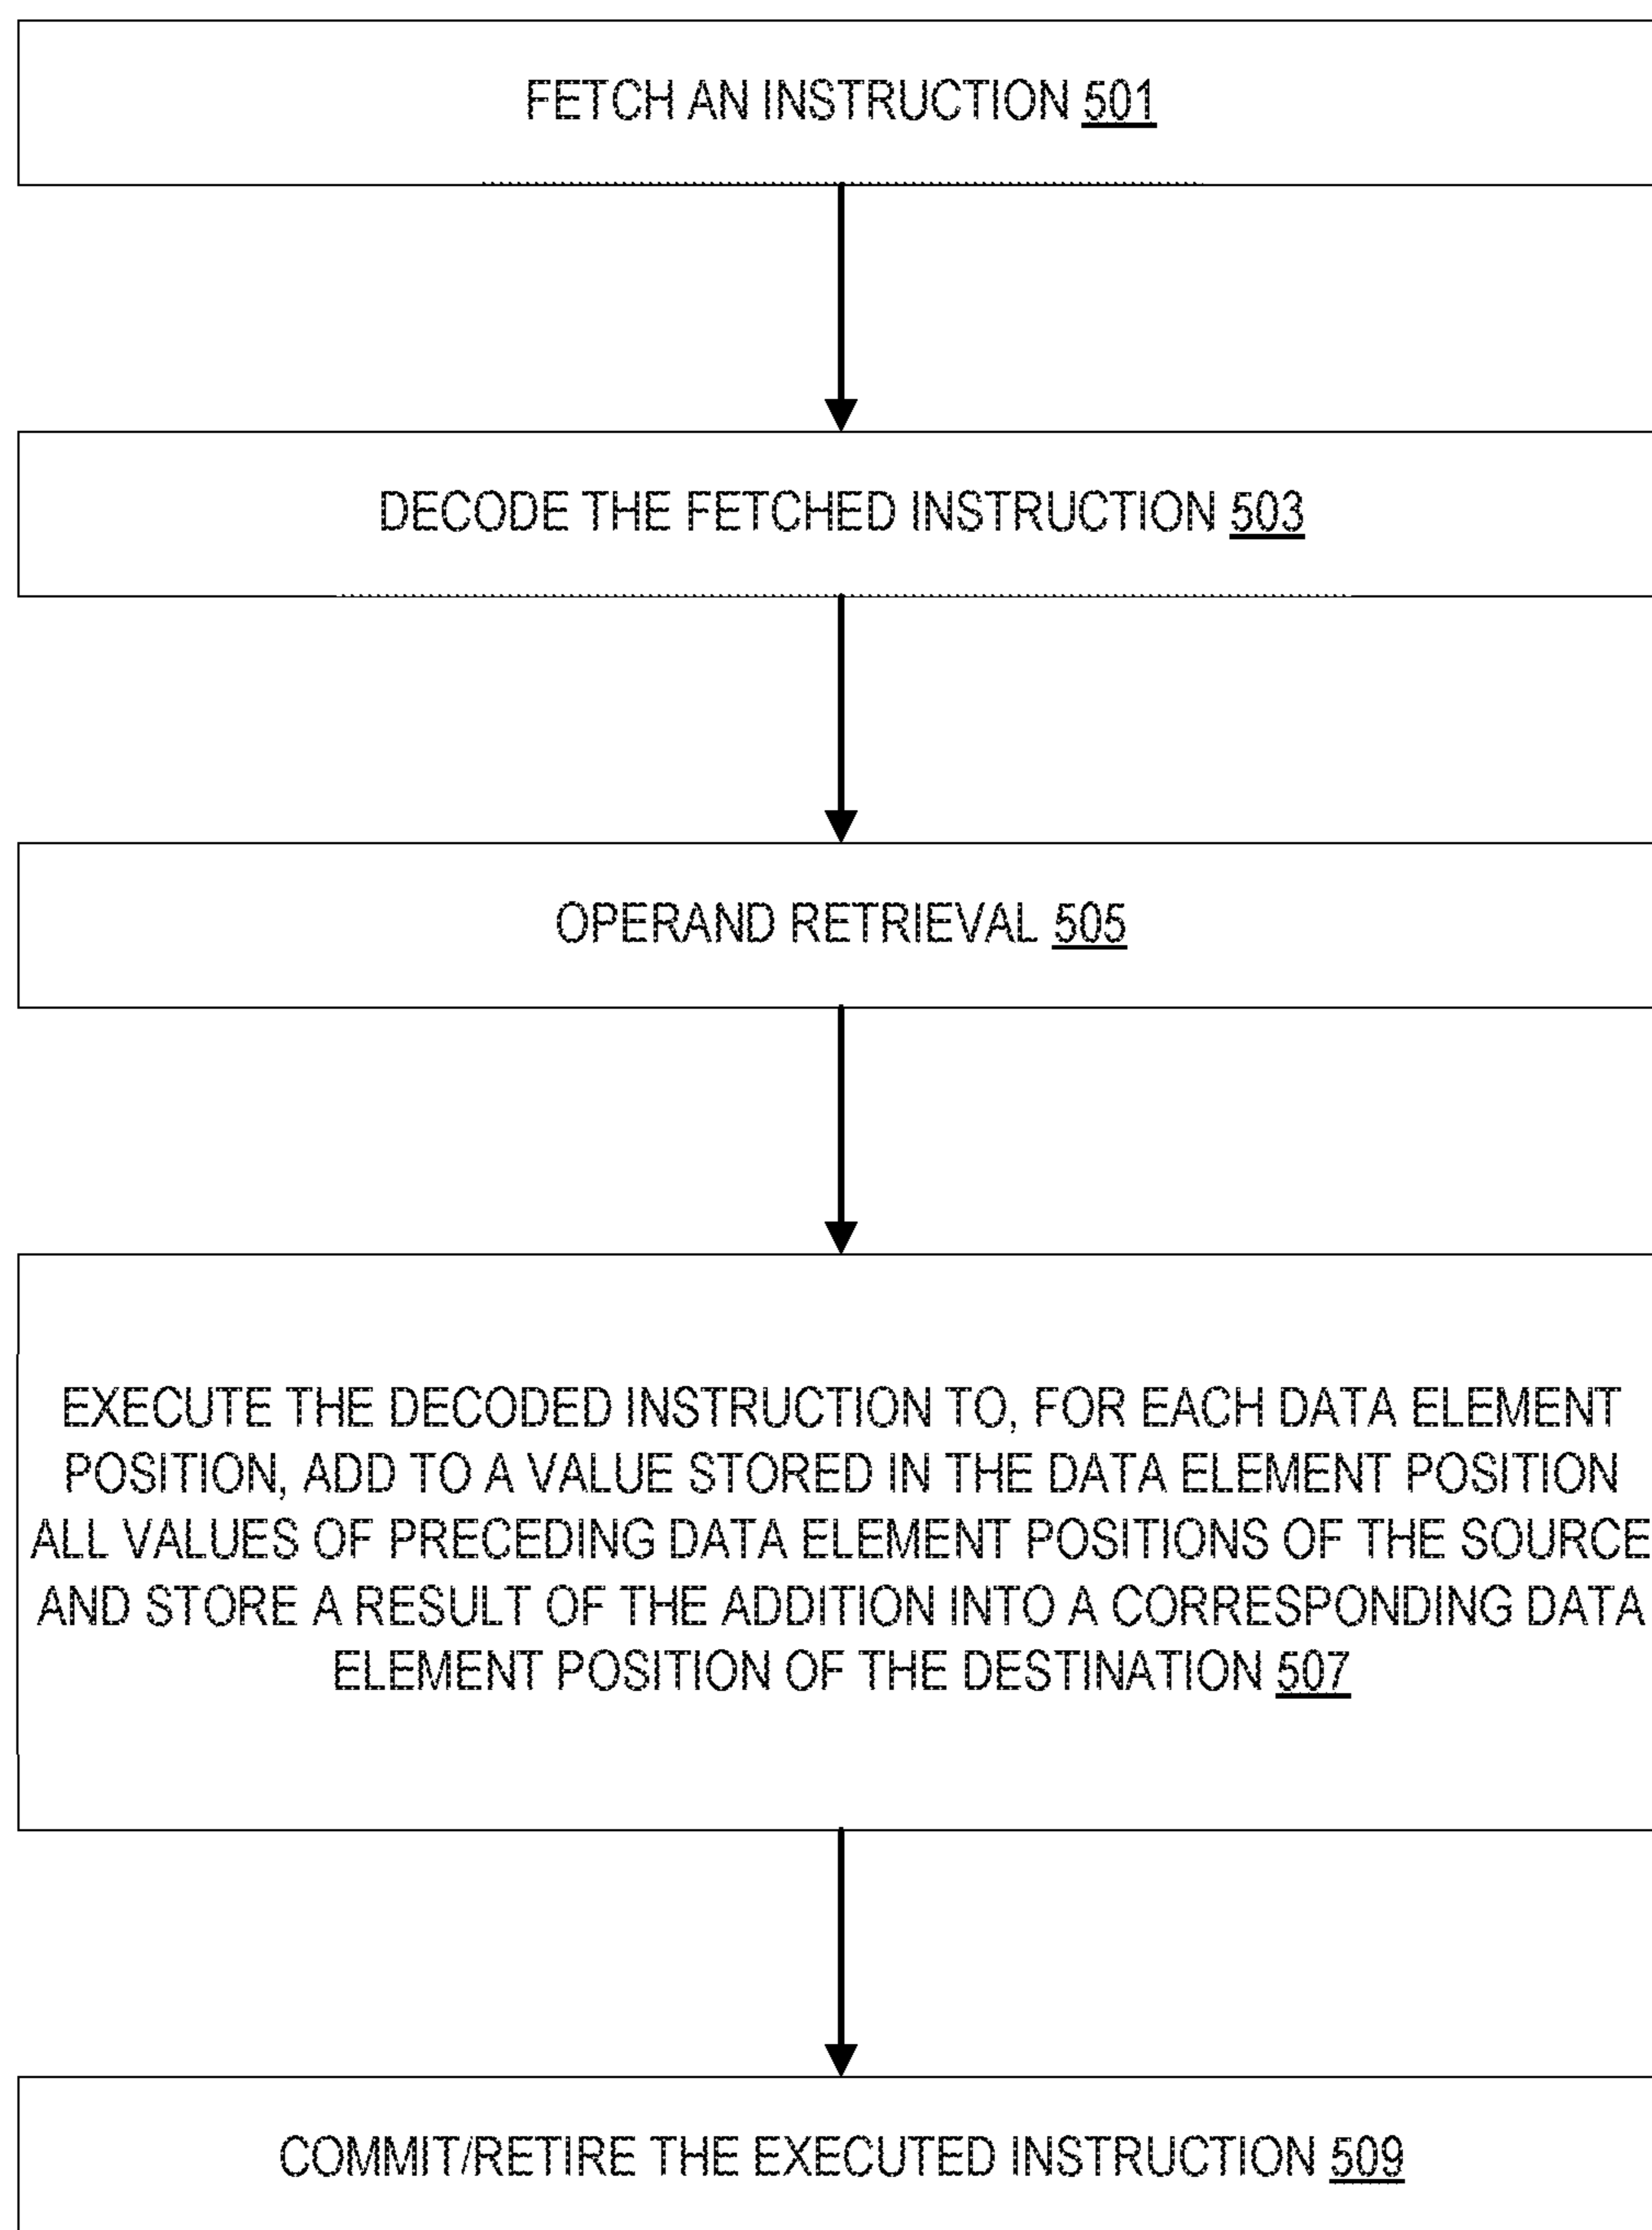 FETCH AN INSTRUCTION 501
DECODE THE FETCHED INSTRUCTION 503
OPERAND RETRIEVAL 505
EXECUTE THE DECODED INSTRUCTION TO, FOR EACH DATA ELEMENT
POSITION, ADD TO A VALUE STORED IN THE DATA ELEMENT POSITION
ALL VALUES OF PRECEDING DATA ELEMENT POSITIONS OF THE SOURCE
AND STORE A RESULT OF THE ADDITION INTO A CORRESPONDING DATA
ELEMENT POSITION OF THE DESTINATION 507
COMMIT/RETIRE THE EXECUTED INSTRUCTION 509